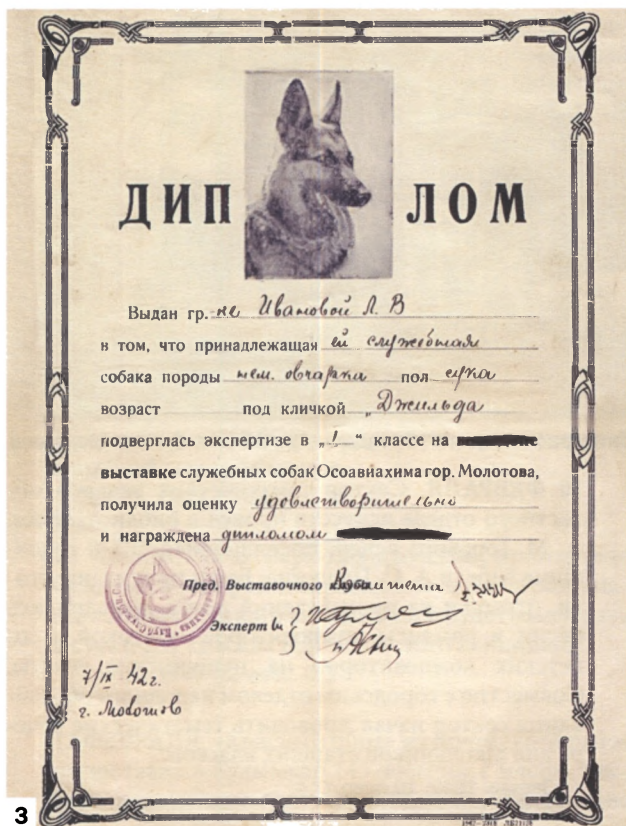 ДИПЛОМ
Выдан гр.не Ивановой Л. В
в том, что принадлежащая ей служебная
собака породы нем. овчарка пол сука
возраст под кличкой „Джильда
подверглась экспертизе в „1“ классе на
выставке служебных собак Осоавиахима гор. Молотова,
получила оценку удовлетворительно
и награждена дипломом
Пред. Выставочного
Эксперты
7/IX 42г.
г. Молотов
3